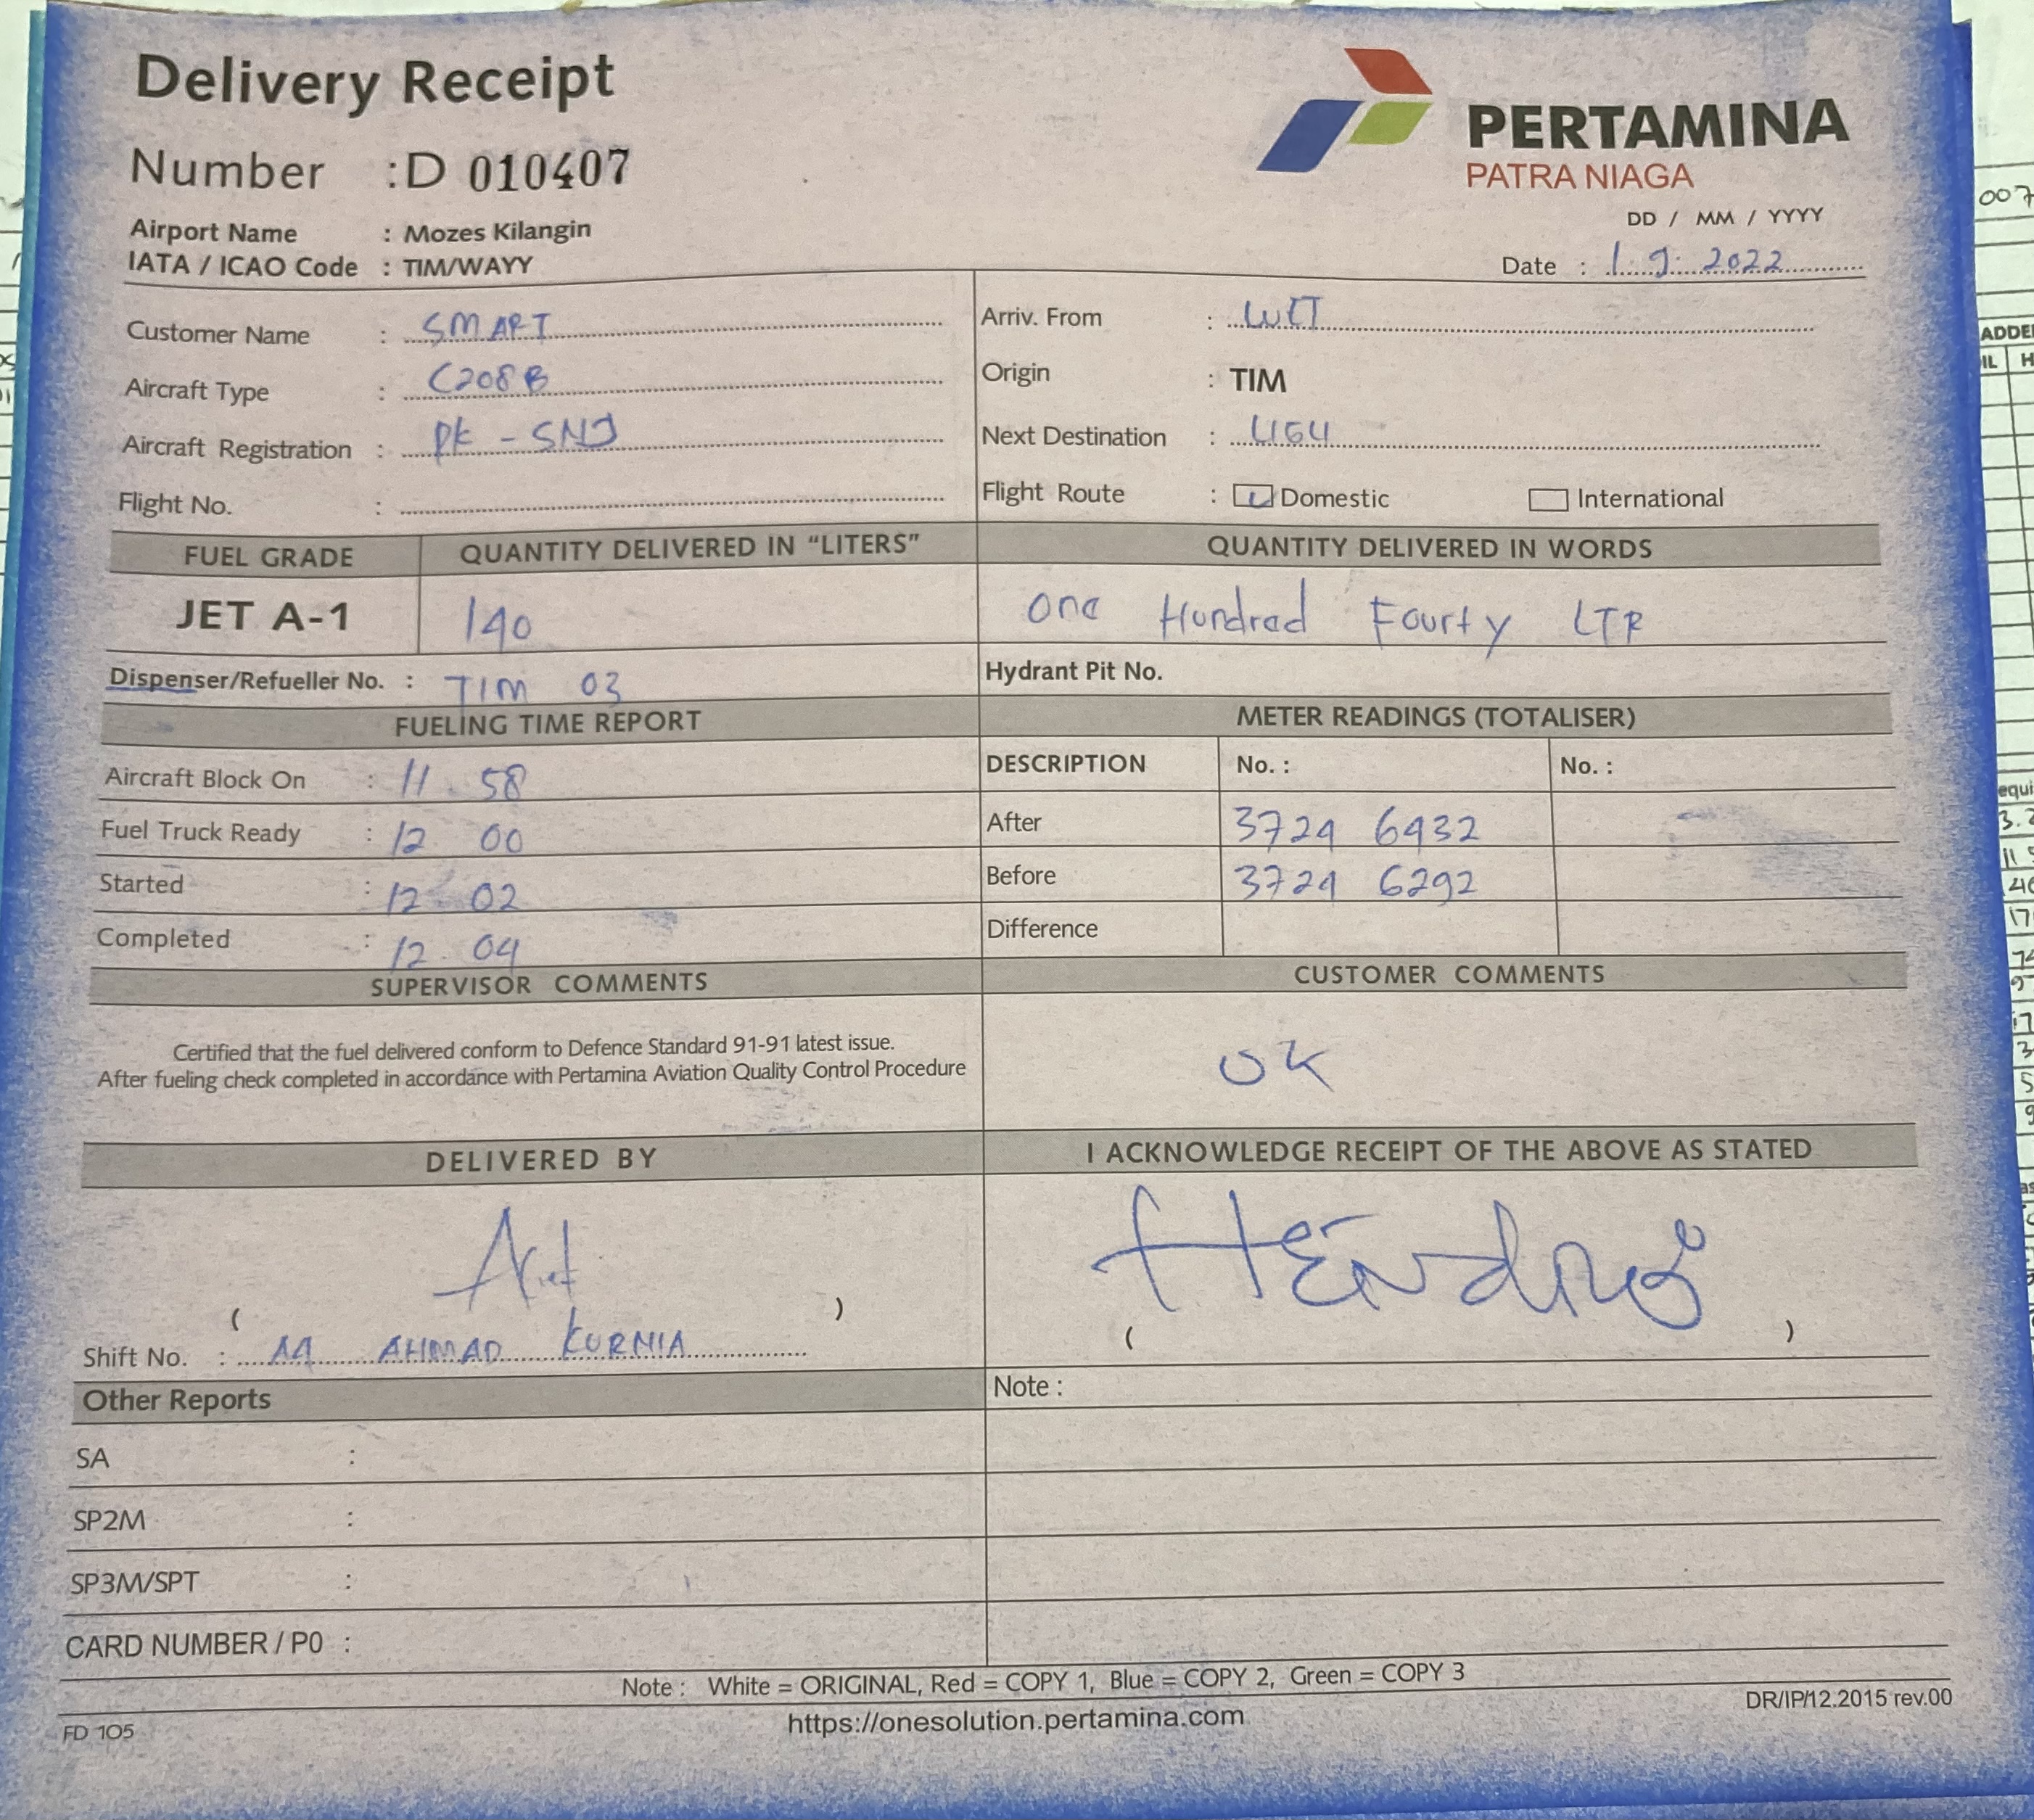 Delivery Receipt
Number : D 010407
PERTAMINA
PATRA NIAGA
Airport Name : Mozes Kilangin
IATA / ICAO Code : TIM/WAYY
DD / MM / YYYY
Date : 1 . 9 . 2022
Customer Name : SMART
Aircraft Type : C208 B
Aircraft Registration : PK - SNJ
Flight No. :
Arriv. From :
Origin : TIM
Next Destination :
Flight Route : Domestic International
FUEL GRADE QUANTITY DELIVERED IN “LITERS” QUANTITY DELIVERED IN WORDS
JET A-1 140 One Hundred Fourty LTR
Dispenser/Refueller No. : TIM 03 Hydrant Pit No.
FUELING TIME REPORT
Aircraft Block On : 11 . 58
Fuel Truck Ready : 12 . 00
Started : 12 . 02
Completed : 12 . 04
METER READINGS (TOTALISER)
DESCRIPTION No. : No. :
After 3724 6432
Before 3724 6292
Difference
SUPERVISOR COMMENTS
Certified that the fuel delivered conform to Defence Standard 91-91 latest issue.
After fueling check completed in accordance with Pertamina Aviation Quality Control Procedure
CUSTOMER COMMENTS
OK
DELIVERED BY
( )
Shift No. : AHMAD KURNIA
I ACKNOWLEDGE RECEIPT OF THE ABOVE AS STATED
( )
Other Reports
SA :
SP2M :
SP3M/SPT :
CARD NUMBER / P0 :
Note :
Note : White = ORIGINAL, Red = COPY 1, Blue = COPY 2, Green = COPY 3
https://onesolution.pertamina.com
FD 105
DR/IP/12.2015 rev.00